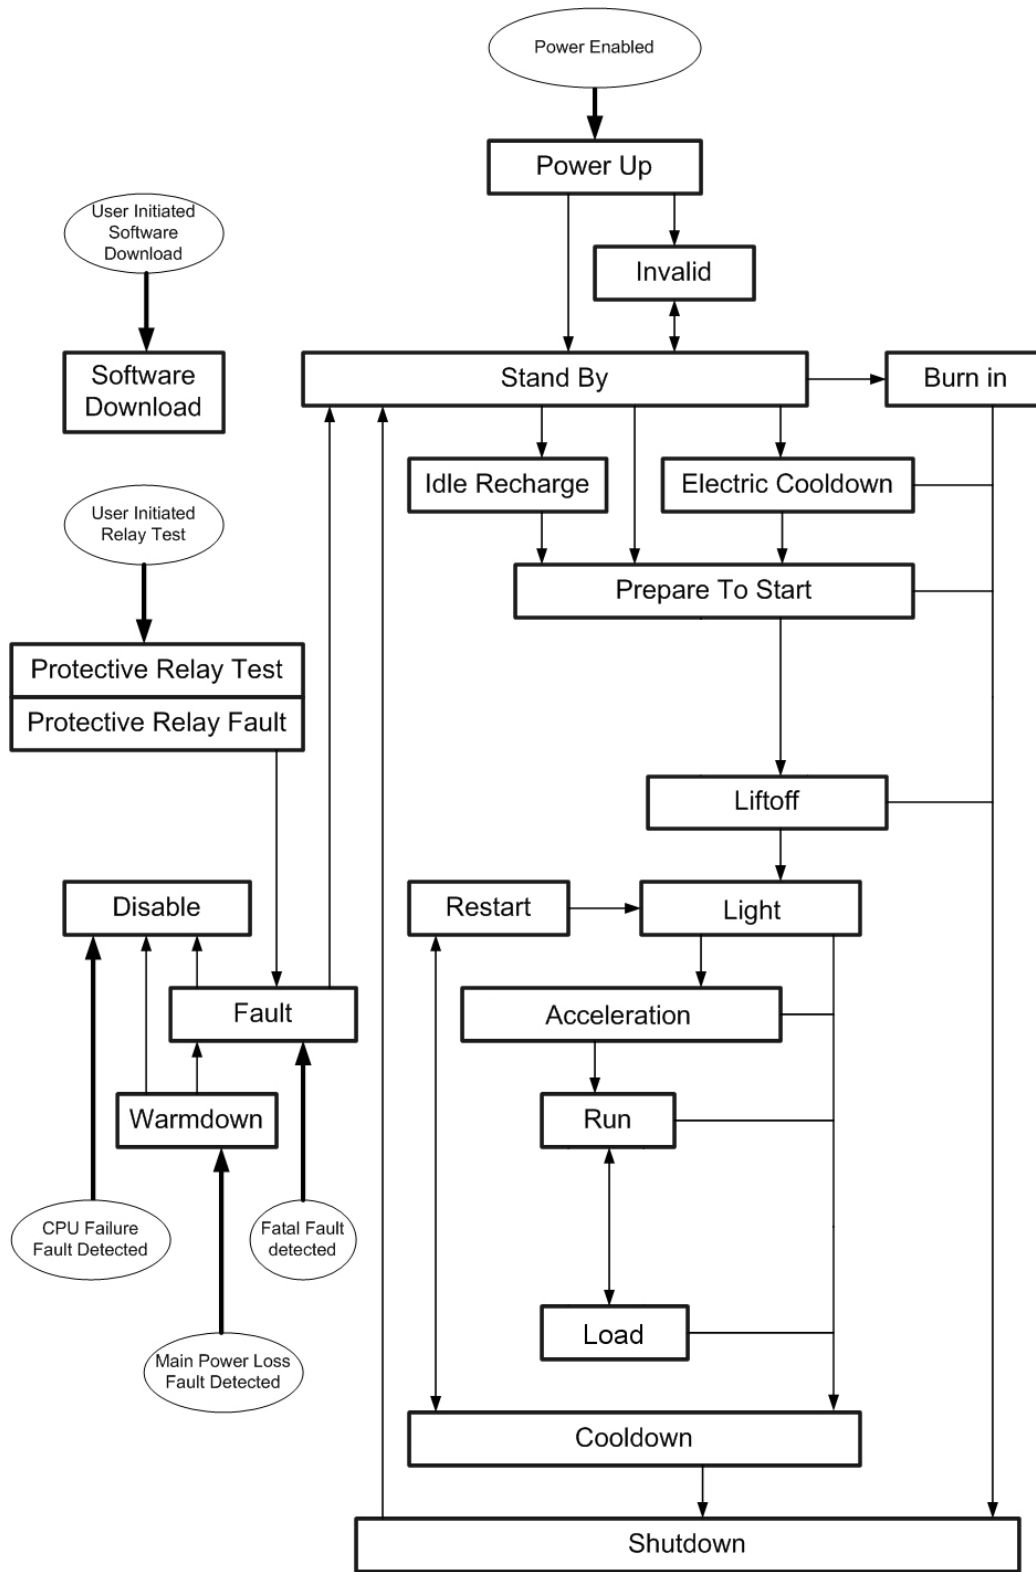 Power Enabled
Power Up
User Initiated
Software
Download
Invalid
Software
Download
Stand By
Burn in
Idle Recharge
Electric Cooldown
User Initiated
Relay Test
Prepare To Start
Protective Relay Test
Protective Relay Fault
Liftoff
Disable
Restart
Light
Fault
Acceleration
Warmdown
Run
CPU Failure
Fault Detected
Fatal Fault
detected
Load
Main Power Loss
Fault Detected
Cooldown
Shutdown